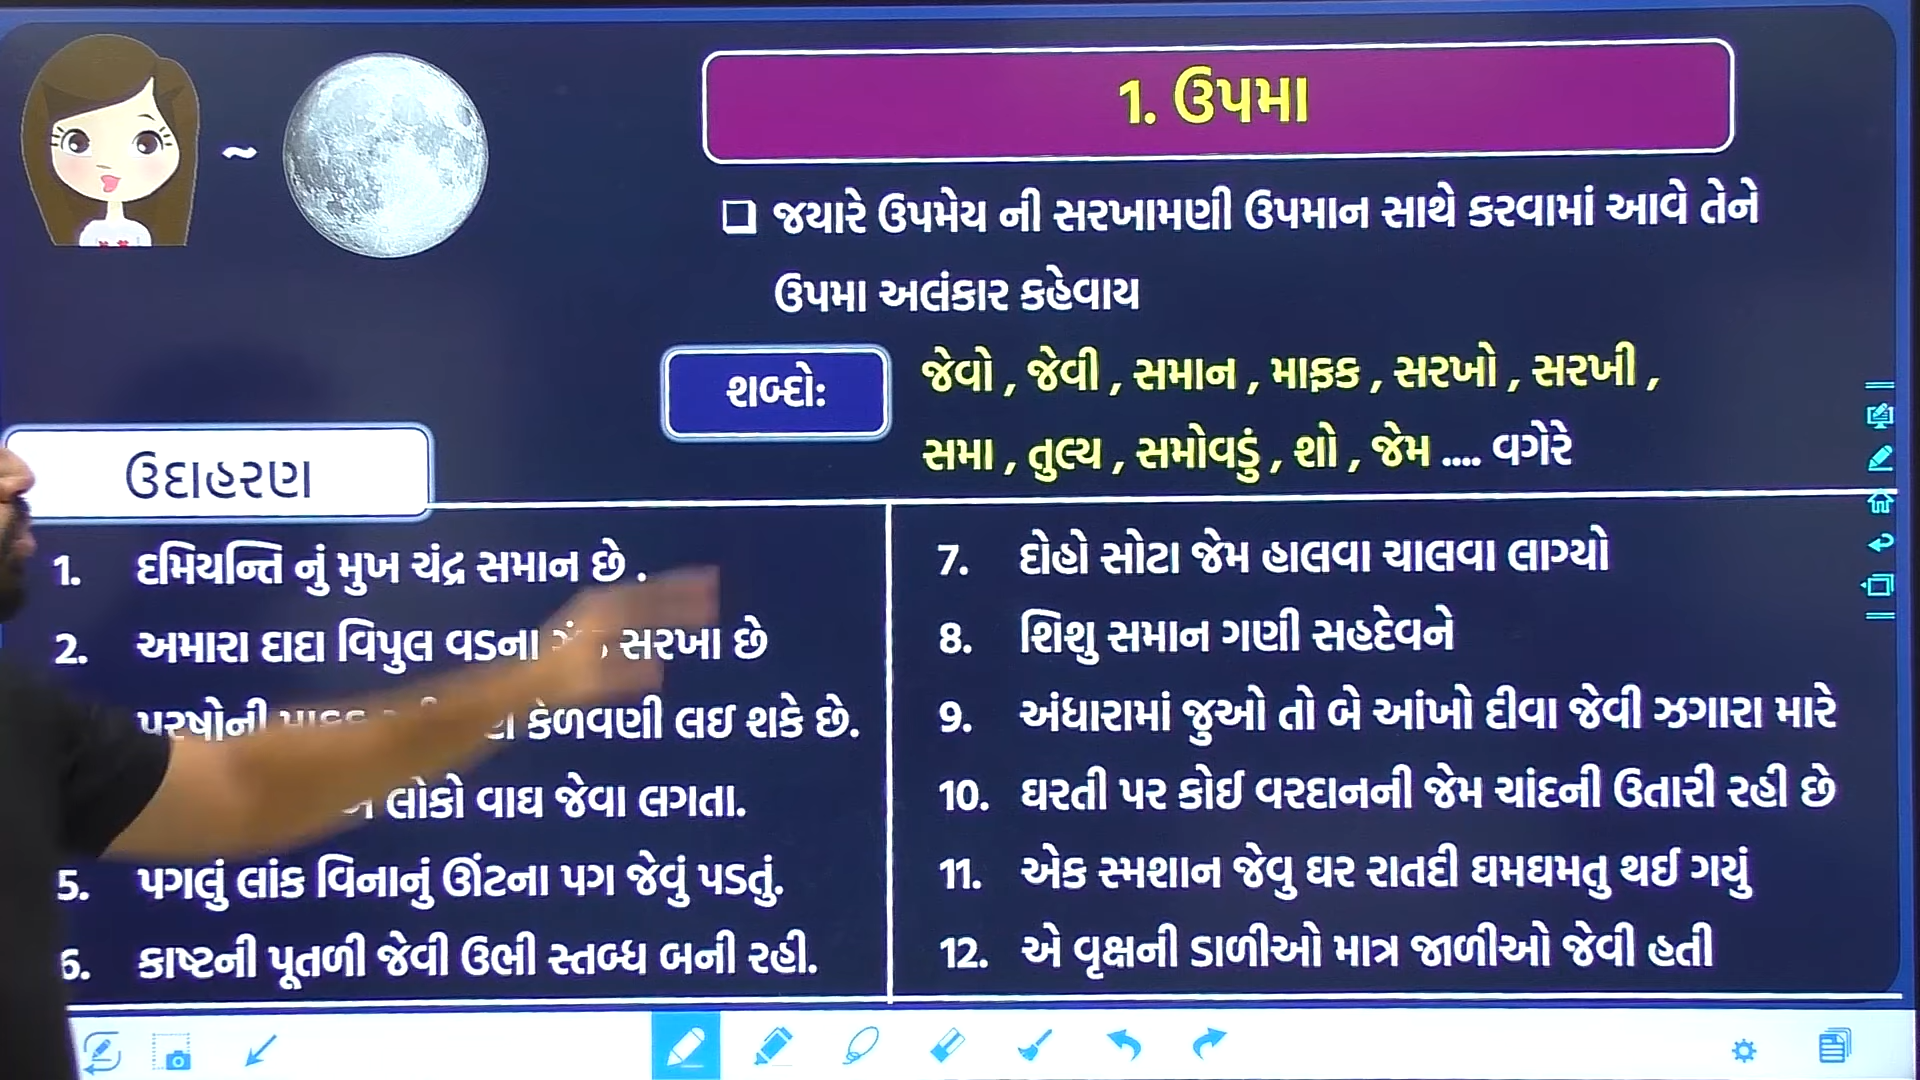 1. ઉપમા
❑ જયારે ઉપમેય ની સરખામણી ઉપમાન સાથે કરવામાં આવે તેને
ઉપમા અલંકાર કહેવાય
શબ્દો:
જેવો , જેવી , સમાન , માફક , સરખો , સરખી ,
સમા , તુલ્ય , સમોવડું , શો , જેમ .... વગેરે
ઉદાહરણ
1. દમિયન્તિ નું મુખ ચંદ્ર સમાન છે .
2. અમારા દાદા વિપુલ વડના સરખા છે
પુરષોની કેળવણી લઇ શકે છે.
લોકો વાઘ જેવા લગતા.
5. પગલું લાંક વિનાનું ઊંટના પગ જેવું પડતું.
6. કાષ્ટની પૂતળી જેવી ઉભી સ્તબ્ધ બની રહી.
7. દોહો સોટા જેમ હાલવા ચાલવા લાગ્યો
8. શિશુ સમાન ગણી સહદેવને
9. અંધારામાં જુઓ તો બે આંખો દીવા જેવી ઝગારા મારે
10. ધરતી પર કોઈ વરદાનની જેમ ચાંદની ઉતારી રહી છે
11. એક સ્મશાન જેવુ ઘર રાતદી ઘમઘમતુ થઈ ગયું
12. એ વૃક્ષની ડાળીઓ માત્ર જાળીઓ જેવી હતી